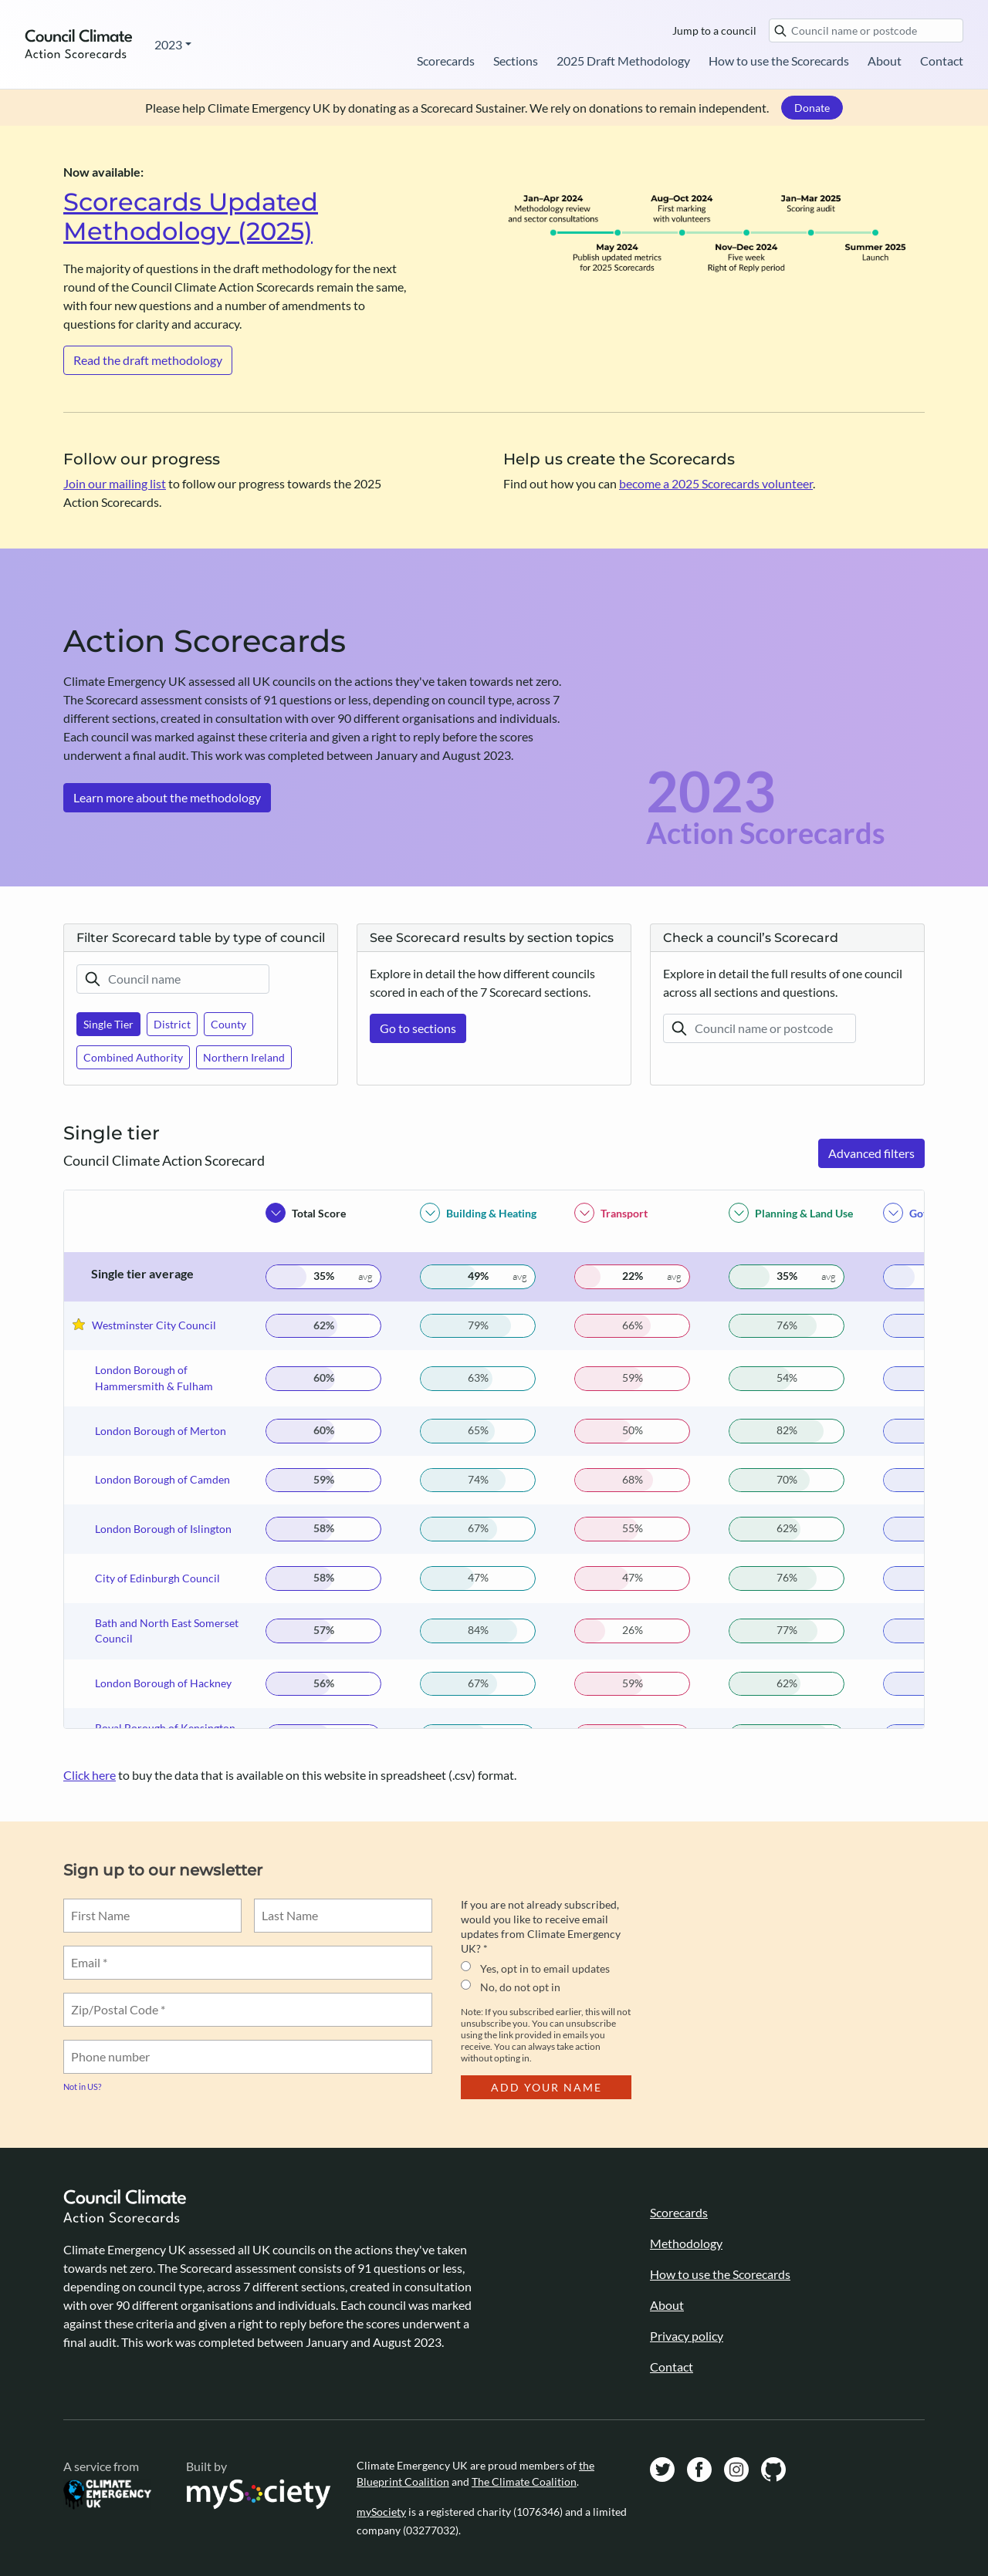 Council Climate
Action Scorecards
2023
Jump to a council
Council name or postcode
Scorecards
Sections
2025 Draft Methodology
How to use the Scorecards
About
Contact
Please help Climate Emergency UK by donating as a Scorecard Sustainer. We rely on donations to remain independent.
Donate
Now available:
Scorecards Updated
Methodology (2025)
The majority of questions in the draft methodology for the next
round of the Council Climate Action Scorecards remain the same,
with four new questions and a number of amendments to
questions for clarity and accuracy.
Read the draft methodology
Jan–Apr 2024
Methodology review
and sector consultations
Aug–Oct 2024
First marking
with volunteers
Jan–Mar 2025
Scoring audit
May 2024
Publish updated metrics
for 2025 Scorecards
Nov–Dec 2024
Five week
Right of Reply period
Summer 2025
Launch
Follow our progress
Join our mailing list to follow our progress towards the 2025
Action Scorecards.
Help us create the Scorecards
Find out how you can become a 2025 Scorecards volunteer.
Action Scorecards
Climate Emergency UK assessed all UK councils on the actions they've taken towards net zero.
The Scorecard assessment consists of 91 questions or less, depending on council type, across 7
different sections, created in consultation with over 90 different organisations and individuals.
Each council was marked against these criteria and given a right to reply before the scores
underwent a final audit. This work was completed between January and August 2023.
Learn more about the methodology
2023
Action Scorecards
Filter Scorecard table by type of council
Council name
Single Tier
District
County
Combined Authority
Northern Ireland
See Scorecard results by section topics
Explore in detail the how different councils
scored in each of the 7 Scorecard sections.
Go to sections
Check a council's Scorecard
Explore in detail the full results of one council
across all sections and questions.
Council name or postcode
Single tier
Council Climate Action Scorecard
Advanced filters
Total Score
Building & Heating
Transport
Planning & Land Use
Single tier average
35% avg
49% avg
22% avg
35% avg
Westminster City Council
62%
79%
66%
76%
London Borough of
Hammersmith & Fulham
60%
63%
59%
54%
London Borough of Merton
60%
65%
50%
82%
London Borough of Camden
59%
74%
68%
70%
London Borough of Islington
58%
67%
55%
62%
City of Edinburgh Council
58%
47%
47%
76%
Bath and North East Somerset
Council
57%
84%
26%
77%
London Borough of Hackney
56%
67%
59%
62%
Royal Borough of Kensington
Click here to buy the data that is available on this website in spreadsheet (.csv) format.
Sign up to our newsletter
First Name
Last Name
Email *
Zip/Postal Code *
Phone number
Not in US?
If you are not already subscribed,
would you like to receive email
updates from Climate Emergency
UK? *
Yes, opt in to email updates
No, do not opt in
Note: If you subscribed earlier, this will not
unsubscribe you. You can unsubscribe
using the link provided in emails you
receive. You can always take action
without opting in.
ADD YOUR NAME
Council Climate
Action Scorecards
Climate Emergency UK assessed all UK councils on the actions they've taken
towards net zero. The Scorecard assessment consists of 91 questions or less,
depending on council type, across 7 different sections, created in consultation
with over 90 different organisations and individuals. Each council was marked
against these criteria and given a right to reply before the scores underwent a
final audit. This work was completed between January and August 2023.
Scorecards
Methodology
How to use the Scorecards
About
Privacy policy
Contact
A service from
CLIMATE
EMERGENCY
UK
Built by
mySociety
Climate Emergency UK are proud members of the
Blueprint Coalition and The Climate Coalition.
mySociety is a registered charity (1076346) and a limited
company (03277032).